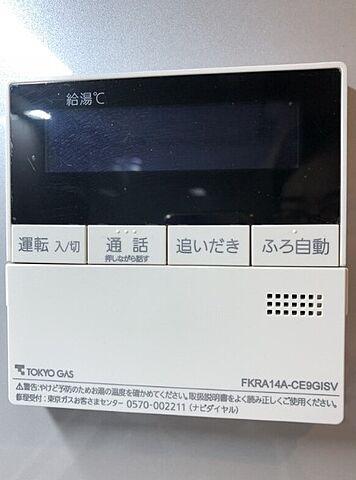 給湯℃
運転 入/切
通話
押しながら話す
追いだき
ふろ自動
TOKYO GAS
FKRA14A-CE9GISV
⚠警告:やけど予防のためお湯の温度を確かめてください。取扱説明書をよく読み正しくご使用ください。
修理受付:東京ガスお客さまセンター 0570-002211(ナビダイヤル)